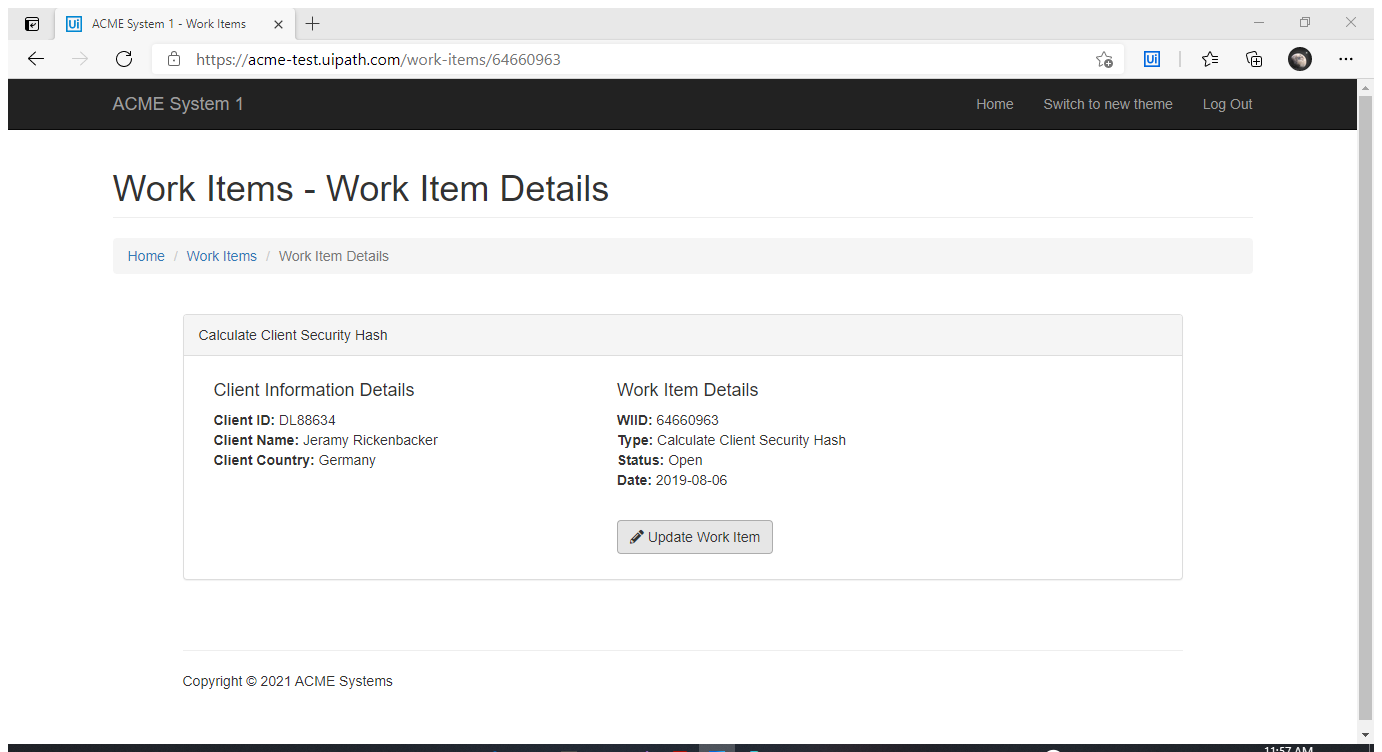 ACME System 1 - Work Items
https://acme-test.uipath.com/work-items/64660963
Ui
ACME System 1 Home Switch to new theme Log Out
Work Items - Work Item Details
Home / Work Items / Work Item Details
Calculate Client Security Hash
Client Information Details
Client ID: DL88634
Client Name: Jeramy Rickenbacker
Client Country: Germany
Work Item Details
WIID: 64660963
Type: Calculate Client Security Hash
Status: Open
Date: 2019-08-06
Update Work Item
Copyright © 2021 ACME Systems
11:57 AM